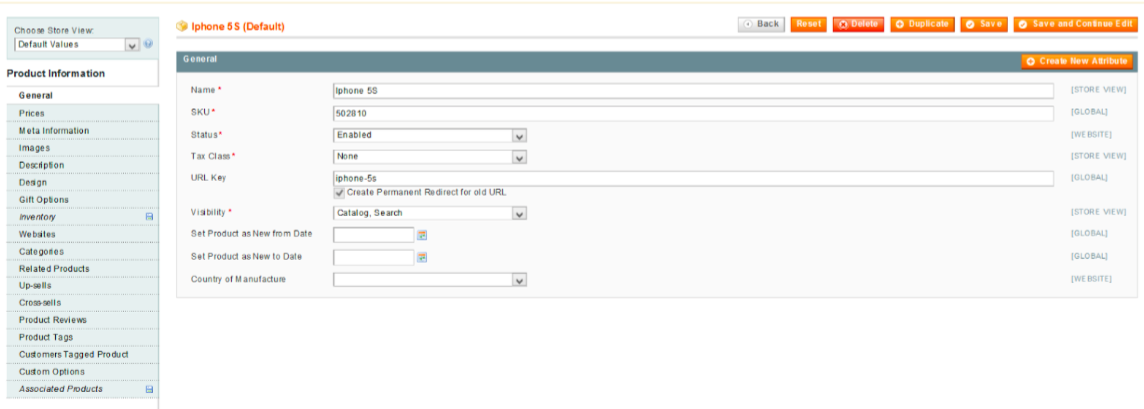 Choose Store View:
Default Values
Product Information
General
Prices
Meta Information
Images
Description
Design
Gift Options
Inventory
Websites
Categories
Related Products
Up-sells
Cross-sells
Product Reviews
Product Tags
Customers Tagged Product
Custom Options
Associated Products
Iphone 5S (Default)
Back Reset Delete Duplicate Save Save and Continue Edit
General Create New Attribute
Name * Iphone 5S [STORE VIEW]
SKU * 502810 [GLOBAL]
Status * Enabled [WEBSITE]
Tax Class * None [STORE VIEW]
URL Key iphone-5s [GLOBAL]
Create Permanent Redirect for old URL
Visibility * Catalog, Search [STORE VIEW]
Set Product as New from Date [GLOBAL]
Set Product as New to Date [GLOBAL]
Country of Manufacture [WEBSITE]